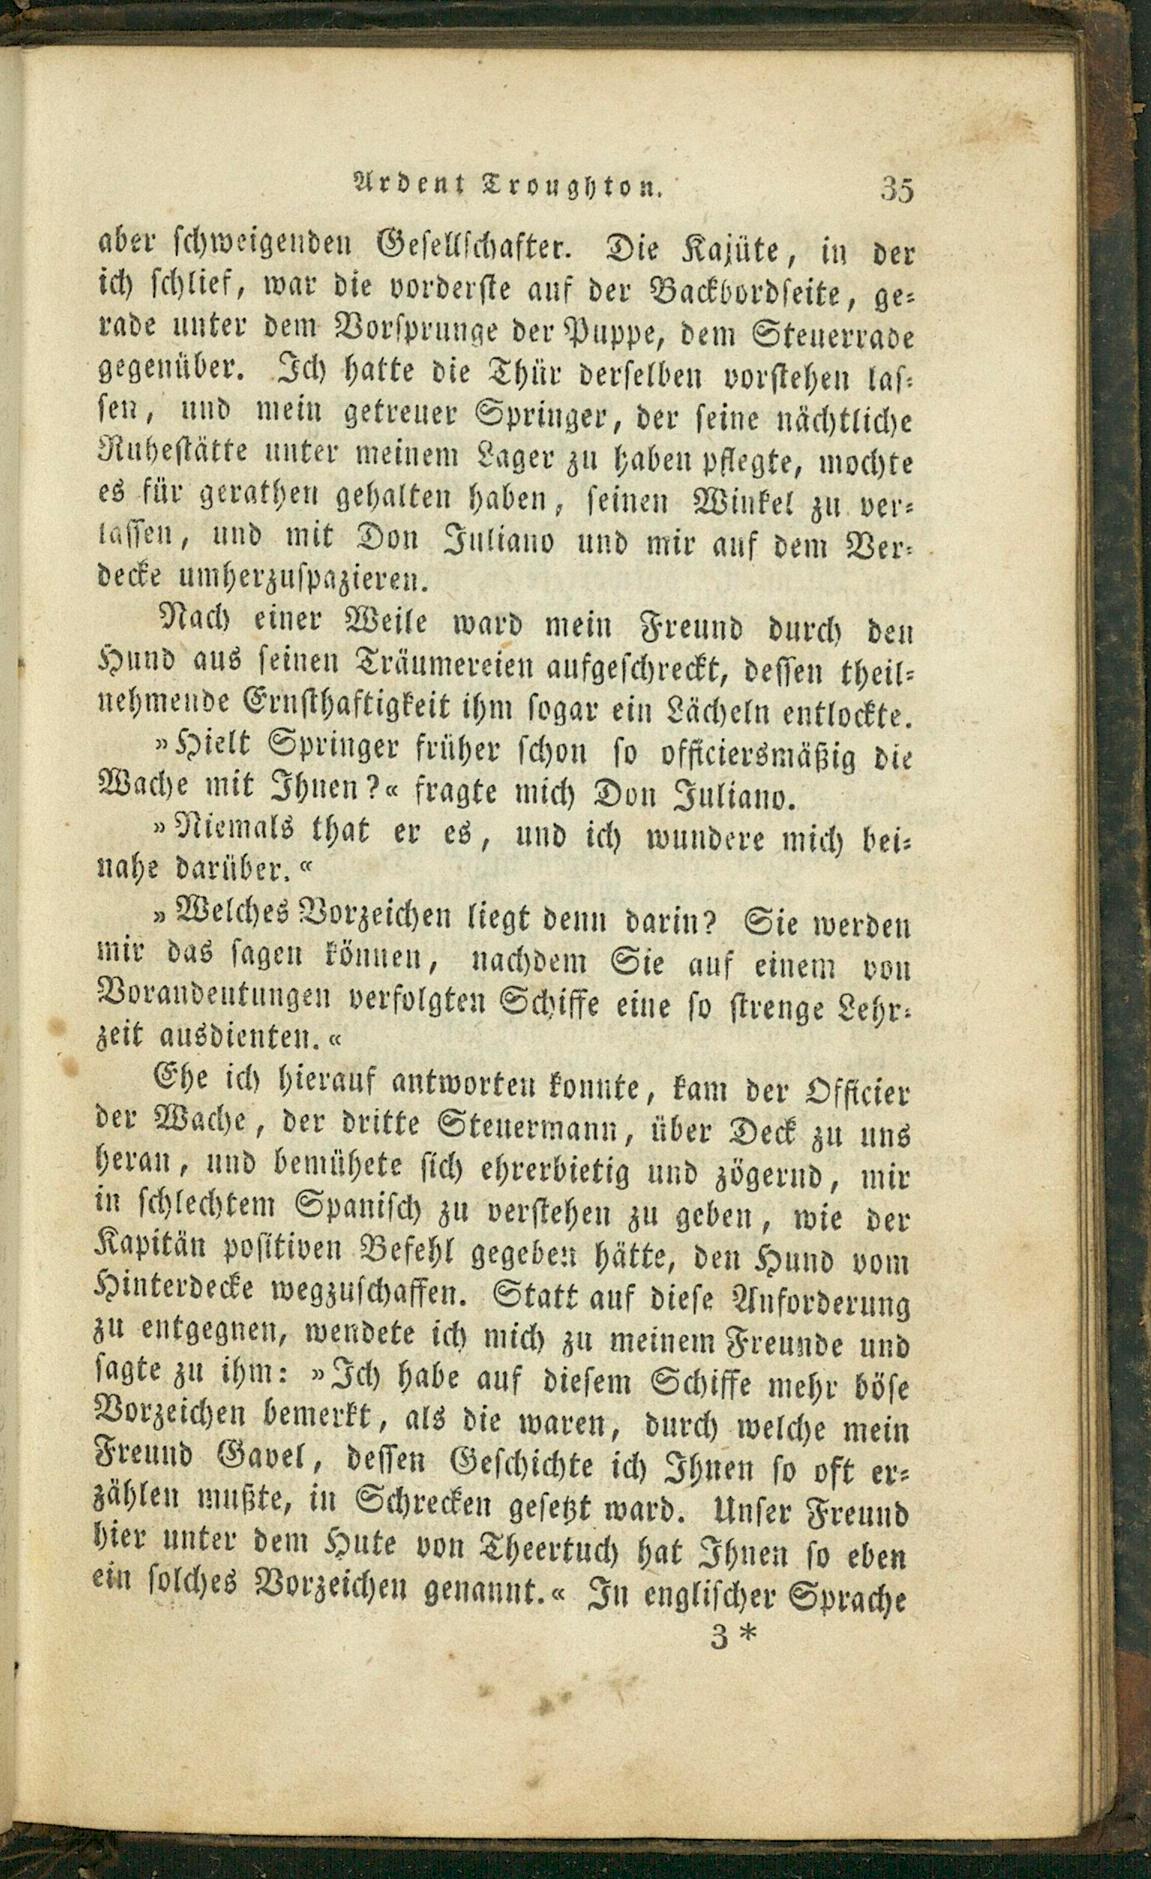 Ardent Troughton. 35
aber schweigenden Gesellschafter. Die Kajüte, in der
ich schlief, war die vorderste auf der Backbordseite, ge-
rade unter dem Vorsprunge der Puppe, dem Steuerrade
gegenüber. Ich hatte die Thür derselben vorstehen las-
sen, und mein getreuer Springer, der seine nächtliche
Ruhestätte unter meinem Lager zu haben pflegte, mochte
es für gerathen gehalten haben, seinen Winkel zu ver-
lassen, und mit Don Juliano und mir auf dem Ver-
decke umherzuspazieren.
Nach einer Weile ward mein Freund durch den
Hund aus seinen Träumereien aufgeschreckt, dessen theil-
nehmende Ernsthaftigkeit ihm sogar ein Lächeln entlockte.
»Hielt Springer früher schon so officiersmäßig die
Wache mit Ihnen?« fragte mich Don Juliano.
»Niemals that er es, und ich wundere mich bei-
nahe darüber.«
»Welches Vorzeichen liegt denn darin? Sie werden
mir das sagen können, nachdem Sie auf einem von
Vorandeutungen verfolgten Schiffe eine so strenge Lehr-
zeit ausdienten.«
Ehe ich hierauf antworten konnte, kam der Officier
der Wache, der dritte Steuermann, über Deck zu uns
heran, und bemühete sich ehrerbietig und zögernd, mir
in schlechtem Spanisch zu verstehen zu geben, wie der
Kapitän positiven Befehl gegeben hätte, den Hund vom
Hinterdecke wegzuschaffen. Statt auf diese Anforderung
zu entgegnen, wendete ich mich zu meinem Freunde und
sagte zu ihm: »Ich habe auf diesem Schiffe mehr böse
Vorzeichen bemerkt, als die waren, durch welche mein
Freund Gavel, dessen Geschichte ich Ihnen so oft er-
zählen mußte, in Schrecken gesetzt ward. Unser Freund
hier unter dem Hute von Theertuch hat Ihnen so eben
ein solches Vorzeichen genannt.« In englischer Sprache
3*